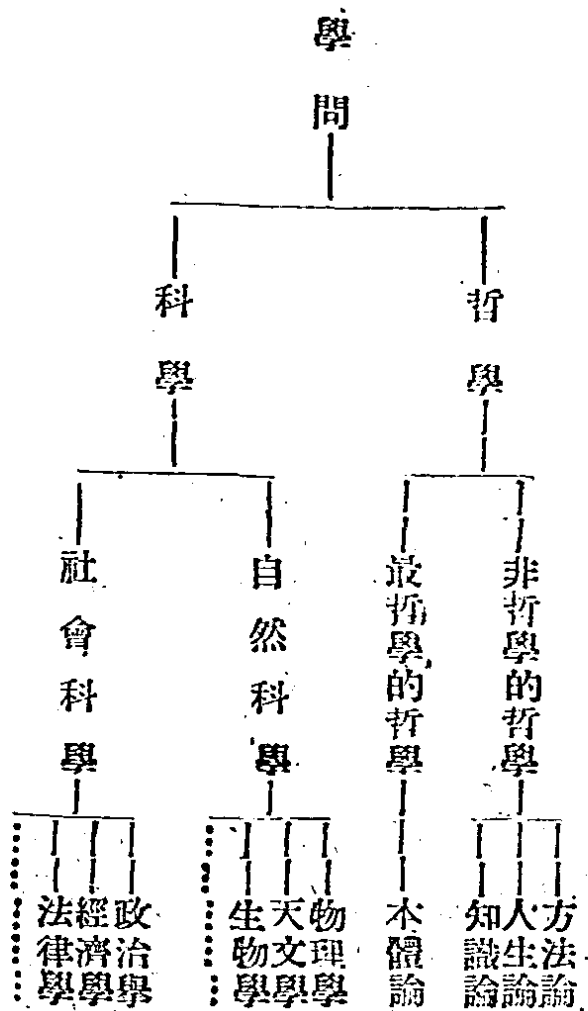 學問
哲學
科學
非哲學的哲學
最哲學的哲學
自然科學
社會科學
方法論
人生論
知識論
本體論
物理學
天文學
生物學
政治學
經濟學
法律學